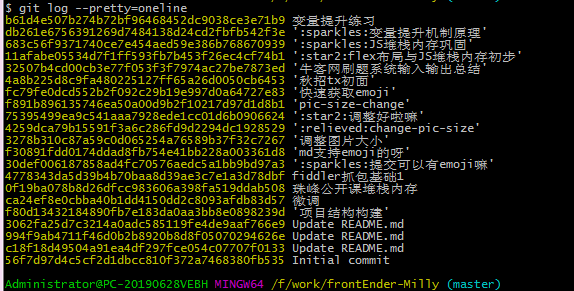 $ git log --pretty=oneline
b61d4e507b274b72bf96468452dc9038ce3e71b9 变量提升练习
db261e6756391269d7484138d24cd2fbfb542f3e ':sparkles:变量提升机制原理'
683c56f9371740ce7e454aed59e386b768670939 ':sparkles:JS堆栈内存巩固'
11afabe05534d7f1ff593fb7b453f26ec4cf74b1 ':star2:flex布局与JS堆栈内存初步'
32507b4cd00cb3e77f053f3f7974ac27be7873ed '牛客网刷题系统输入输出总结'
4a8b225d8c9fa480225127ff65a26d0050cb6453 '秋招tx初面'
fc79fe0dcd552b2f092c29b19e997d0a64727e83 '快速获取emoji'
f891b896135746ea50a00d9b2f10217d97d1d8b1 'pic-size-change'
75395499ea9c541aaa7928ede1cc01d6b0906624 ':star2:调整好啦嘛'
4259dca79b15591f3a6c286fd9d2294dc1928529 ':relieved:change-pic-size'
3278b310c87a59c0d065254a76589b37f32c7267 '调整图片大小'
f30891fdd0174ddad8fb754e41bb228a003361d8 'md支持emoji的呀'
30def006187858ad4fc70576aedc5a1bb9bd97a3 ':sparkles:提交可以有emoji嘛'
4778343da5d39b4b70baa8d39ae3c7e1a3d78dbf fiddler抓包基础1
0f19ba078b8d26dfcc983606a398fa519ddab508 珠峰公开课堆栈内存
ca24ef8e0cbba40b1dd4150dd2c8093afdb83d57 微调
f80d13432184890fb7e183da0aa3bb8e0898239d '项目结构构建'
3062fa25d7c3214a0adc585119fe4de9aaf766e9 Update README.md
994f9ab4711f46d0b2b8920b8d8f05070294626e Update README.md
c18f18d49504a91ea4df297fce054c07707f0133 Update README.md
56f7d97d4c5cf2d1dbcc810f372a7468380fb535 Initial commit
Administrator@PC-20190628VEBH MINGW64 /f/work/frontEnder-Milly (master)